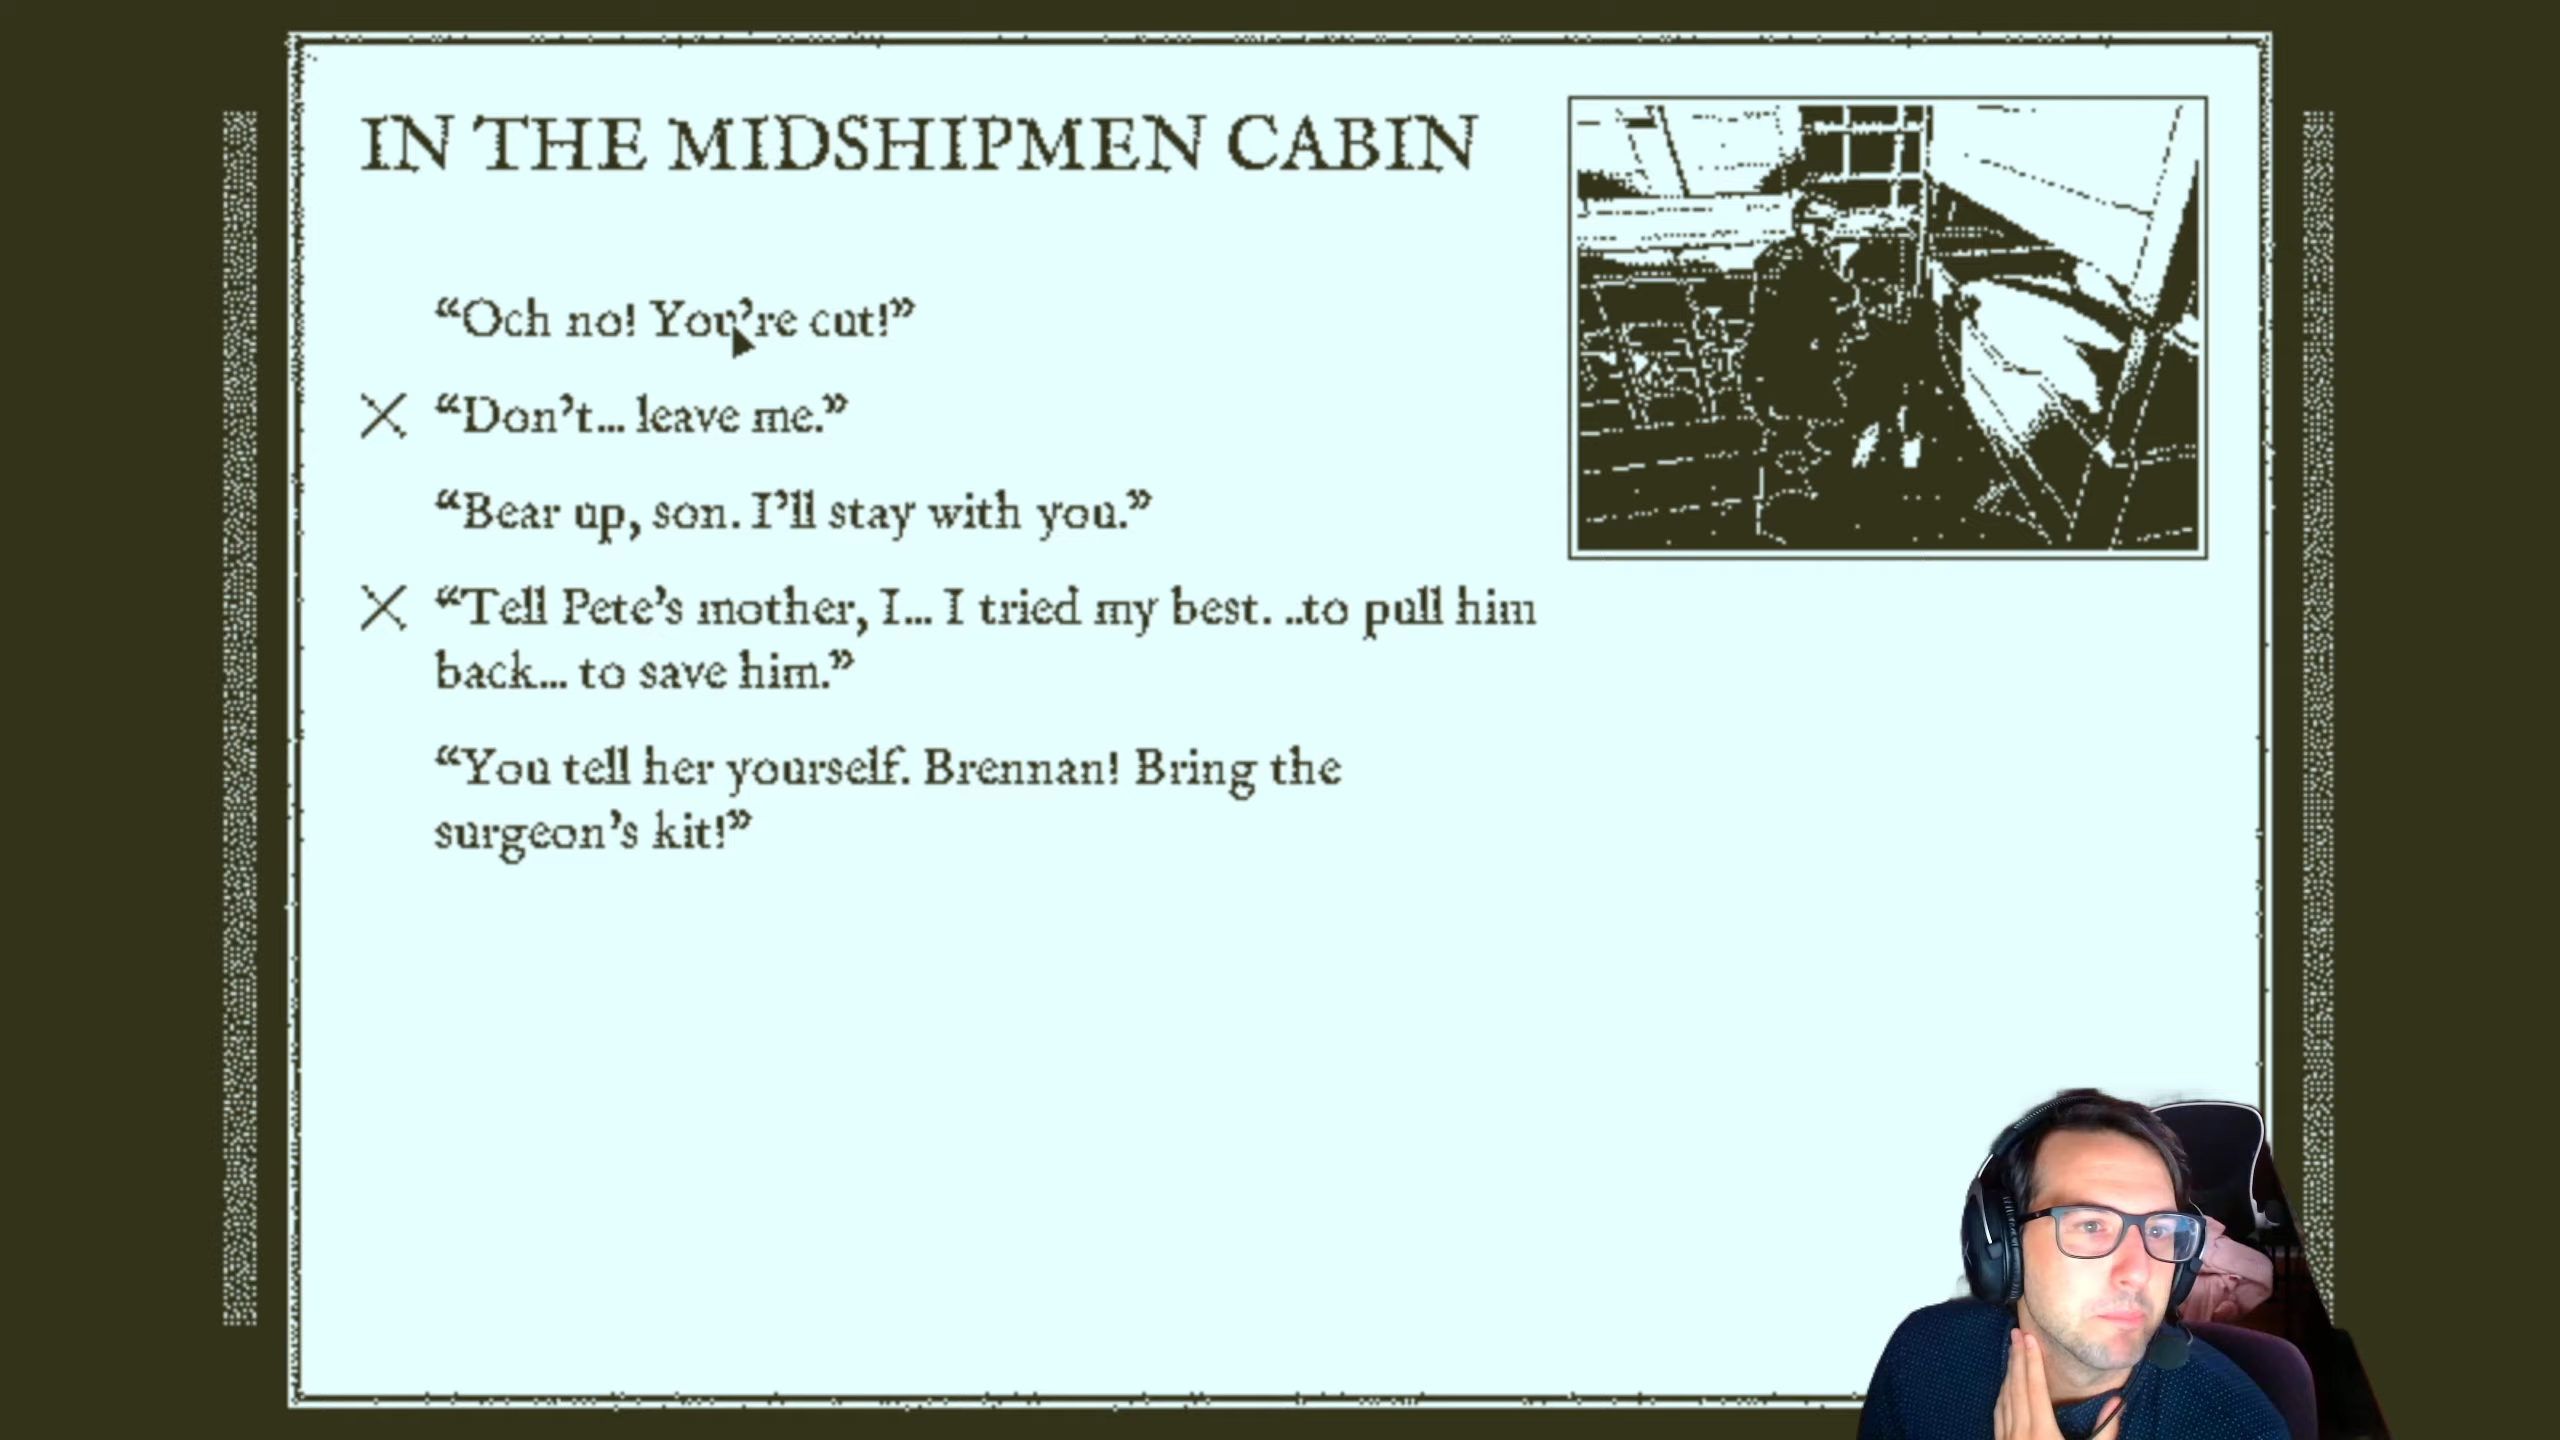 IN THE MIDSHIPMEN CABIN
“Och no! You’re cut!”
“Don’t... leave me.”
“Bear up, son. I’ll stay with you.”
“Tell Pete’s mother, I... I tried my best. ..to pull him
back... to save him.”
“You tell her yourself. Brennan! Bring the
surgeon’s kit!”